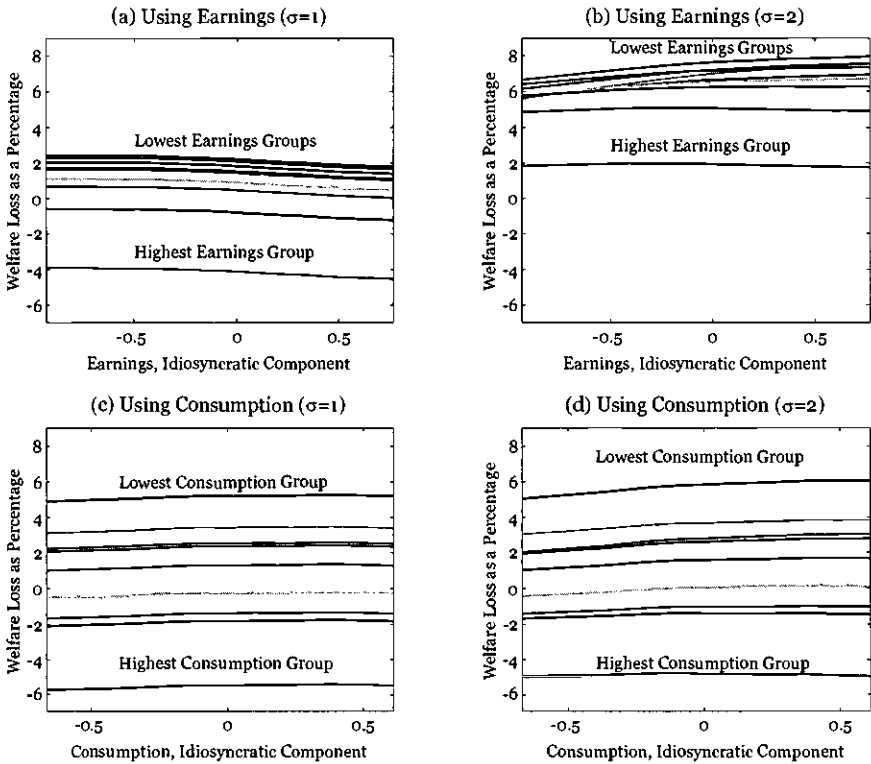 (a) Using Earnings (σ=1)
Welfare Loss as a Percentage
8
6
4
2
0
-2
-4
-6
Lowest Earnings Groups
Highest Earnings Group
-0.5
0
0.5
Earnings, Idiosyncratic Component
(b) Using Earnings (σ=2)
Welfare Loss as a Percentage
8
6
4
2
0
-2
-4
-6
Lowest Earnings Groups
Highest Earnings Group
-0.5
0
0.5
Earnings, Idiosyncratic Component
(c) Using Consumption (σ=1)
Welfare Loss as Percentage
8
6
4
2
0
-2
-4
-6
Lowest Consumption Group
Highest Consumption Group
-0.5
0
0.5
Consumption, Idiosyncratic Component
(d) Using Consumption (σ=2)
Welfare Loss as a Percentage
8
6
4
2
0
-2
-4
-6
Lowest Consumption Group
Highest Consumption Group
-0.5
0
0.5
Consumption, Idiosyncratic Component